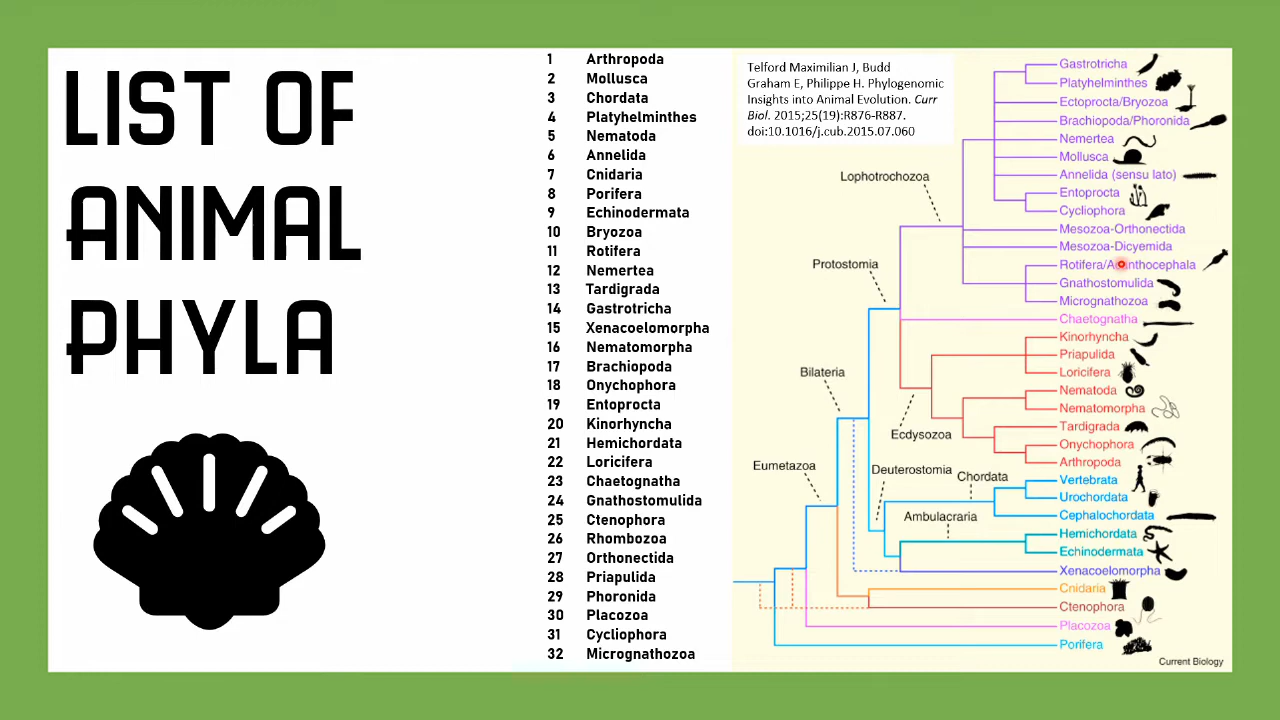 LIST OF
ANIMAL
PHYLA
1 Arthropoda
2 Mollusca
3 Chordata
4 Platyhelminthes
5 Nematoda
6 Annelida
7 Cnidaria
8 Porifera
9 Echinodermata
10 Bryozoa
11 Rotifera
12 Nemertea
13 Tardigrada
14 Gastrotricha
15 Xenacoelomorpha
16 Nematomorpha
17 Brachiopoda
18 Onychophora
19 Entoprocta
20 Kinorhyncha
21 Hemichordata
22 Loricifera
23 Chaetognatha
24 Gnathostomulida
25 Ctenophora
26 Rhombozoa
27 Orthonectida
28 Priapulida
29 Phoronida
30 Placozoa
31 Cycliophora
32 Micrognathozoa
Telford Maximilian J, Budd
Graham E, Philippe H. Phylogenomic
Insights into Animal Evolution. Curr
Biol. 2015;25(19):R876-R887.
doi:10.1016/j.cub.2015.07.060
Lophotrochozoa
Protostomia
Bilateria
Ecdysozoa
Eumetazoa
Deuterostomia
Chordata
Ambulacraria
Gastrotricha
Platyhelminthes
Ectoprocta/Bryozoa
Brachiopoda/Phoronida
Nemertea
Mollusca
Annelida (sensu lato)
Entoprocta
Cycliophora
Mesozoa-Orthonectida
Mesozoa-Dicyemida
Rotifera/Acanthocephala
Gnathostomulida
Micrognathozoa
Chaetognatha
Kinorhyncha
Priapulida
Loricifera
Nematoda
Nematomorpha
Tardigrada
Onychophora
Arthropoda
Vertebrata
Urochordata
Cephalochordata
Hemichordata
Echinodermata
Xenacoelomorpha
Cnidaria
Ctenophora
Placozoa
Porifera
Current Biology